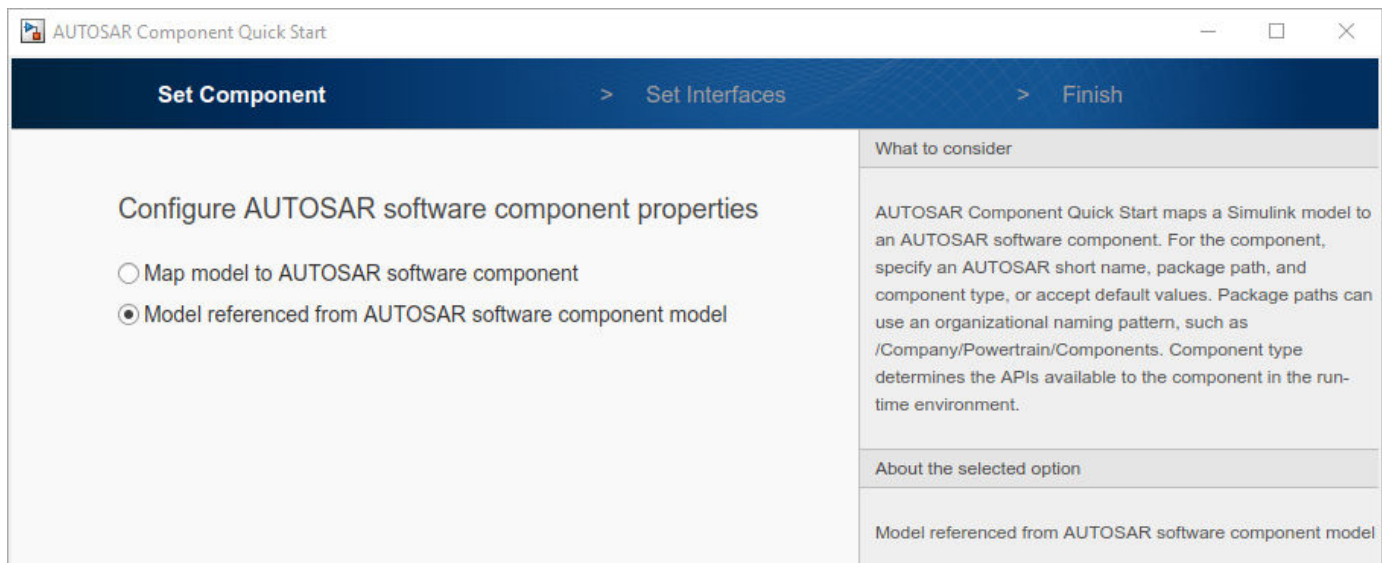 AUTOSAR Component Quick Start
Set Component > Set Interfaces > Finish
Configure AUTOSAR software component properties
Map model to AUTOSAR software component
Model referenced from AUTOSAR software component model
What to consider
AUTOSAR Component Quick Start maps a Simulink model to
an AUTOSAR software component. For the component,
specify an AUTOSAR short name, package path, and
component type, or accept default values. Package paths can
use an organizational naming pattern, such as
/Company/Powertrain/Components. Component type
determines the APIs available to the component in the run-
time environment.
About the selected option
Model referenced from AUTOSAR software component model